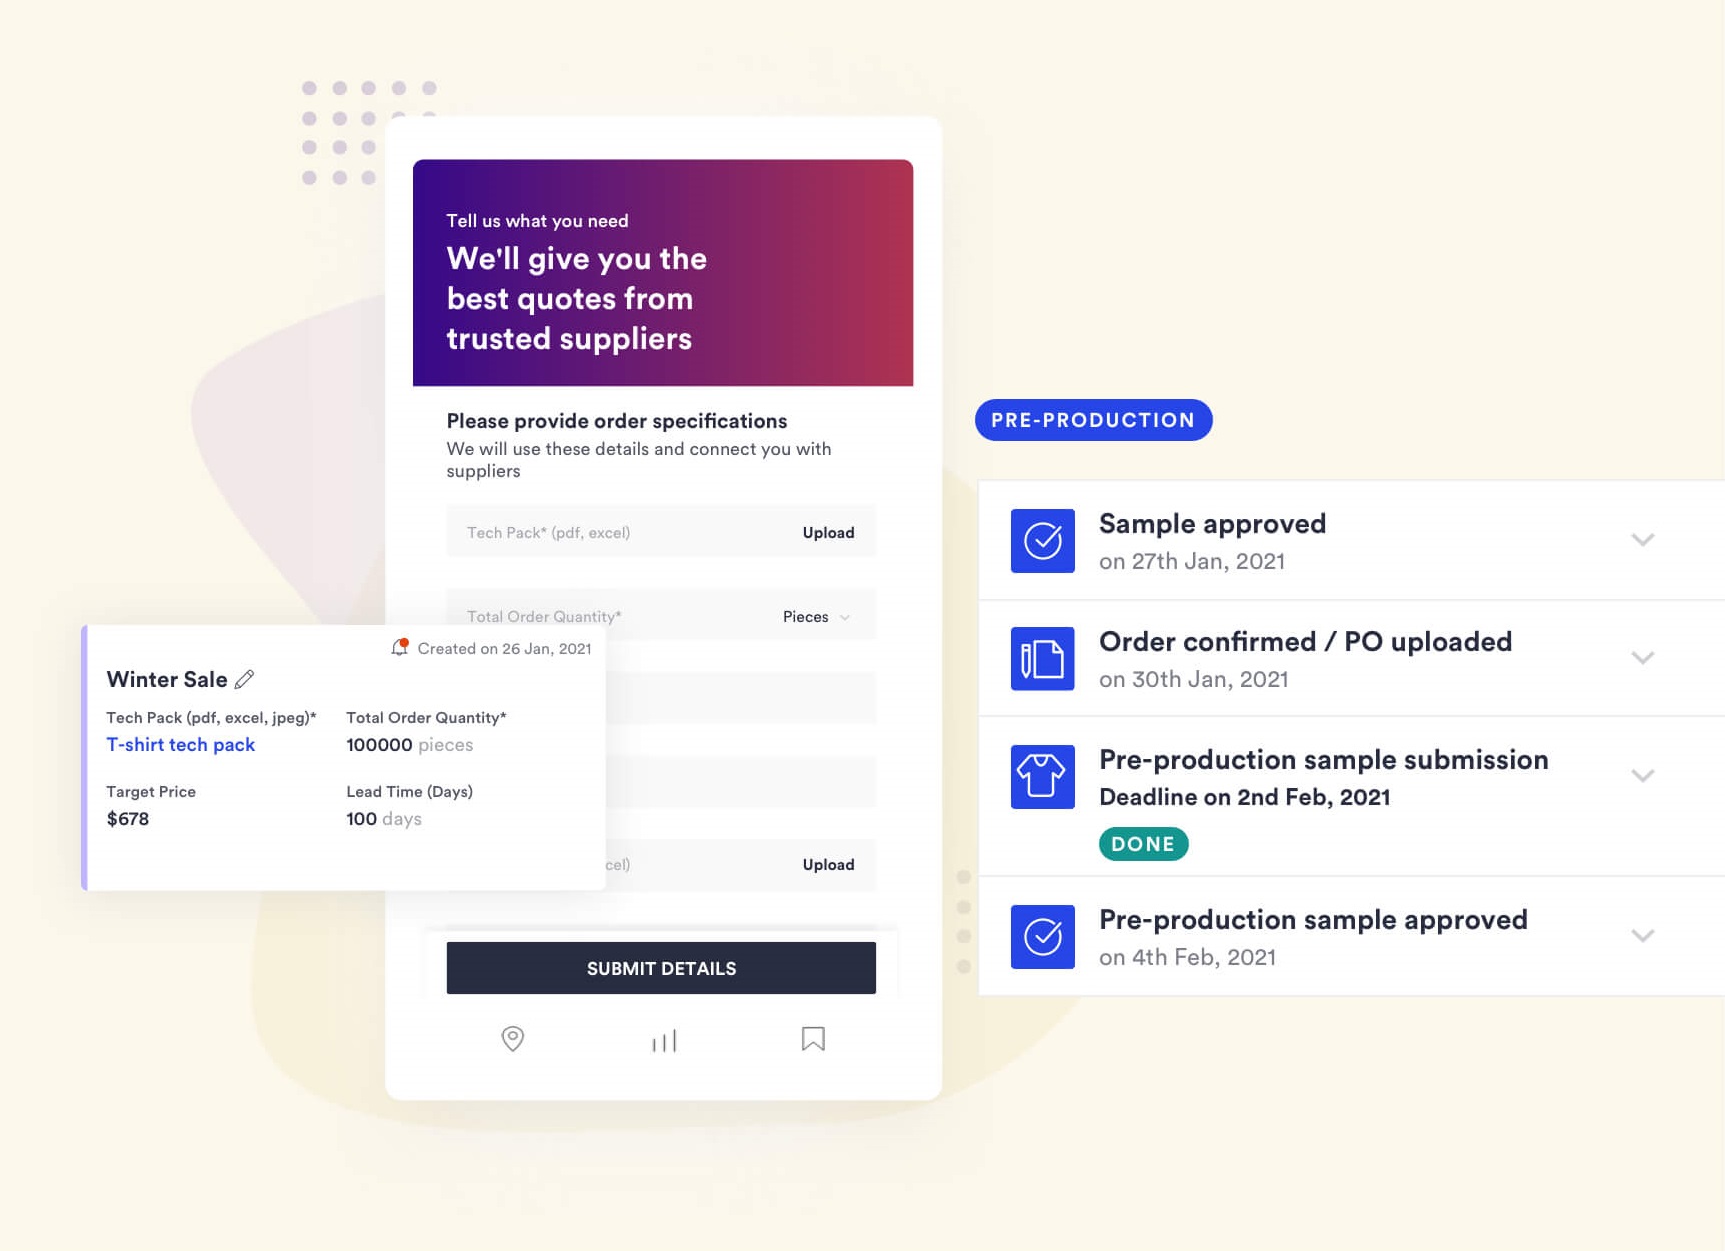 Tell us what you need
We'll give you the
best quotes from
trusted suppliers
Please provide order specifications
We will use these details and connect you with
suppliers
Tech Pack* (pdf, excel)
Upload
Total Order Quantity*
Pieces
Upload
SUBMIT DETAILS
Created on 26 Jan, 2021
Winter Sale
Tech Pack (pdf, excel, jpeg)*
T-shirt tech pack
Total Order Quantity*
100000 pieces
Target Price
$678
Lead Time (Days)
100 days
PRE-PRODUCTION
Sample approved
on 27th Jan, 2021
Order confirmed / PO uploaded
on 30th Jan, 2021
Pre-production sample submission
Deadline on 2nd Feb, 2021
DONE
Pre-production sample approved
on 4th Feb, 2021